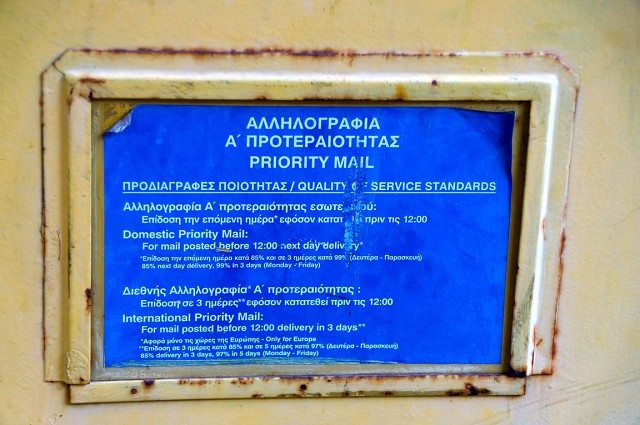 ΑΛΛΗΛΟΓΡΑΦΙΑ
Α΄ ΠΡΟΤΕΡΑΙΟΤΗΤΑΣ
PRIORITY MAIL
ΠΡΟΔΙΑΓΡΑΦΕΣ ΠΟΙΟΤΗΤΑΣ / QUALITY OF SERVICE STANDARDS
Αλληλογραφία Α΄ προτεραιότητας
Επίδοση την επόμενη ημέρα* εφόσον πριν τις 12:00
Domestic Priority Mail:
For mail posted before 12:00 next day delivery*
*Επίδοση την επόμενη ημέρα κατά 85% και σε 3 ημέρες κατά 99% (Δευτέρα - Παρασκευή)
85% next day delivery, 99% in 3 days (Monday - Friday)
Διεθνής Αλληλογραφία* Α΄ προτεραιότητας :
Επίδοση σε 3 ημέρες** εφόσον κατατεθεί πριν τις 12:00
International Priority Mail:
For mail posted before 12:00 delivery in 3 days**
*Αφορά μόνο τις χώρες της Ευρώπης - Only for Europe
**Επίδοση σε 3 ημέρες κατά 85% και σε 5 ημέρες κατά 97% (Δευτέρα - Παρασκευή)
85% delivery in 3 days, 97% in 5 days (Monday - Friday)